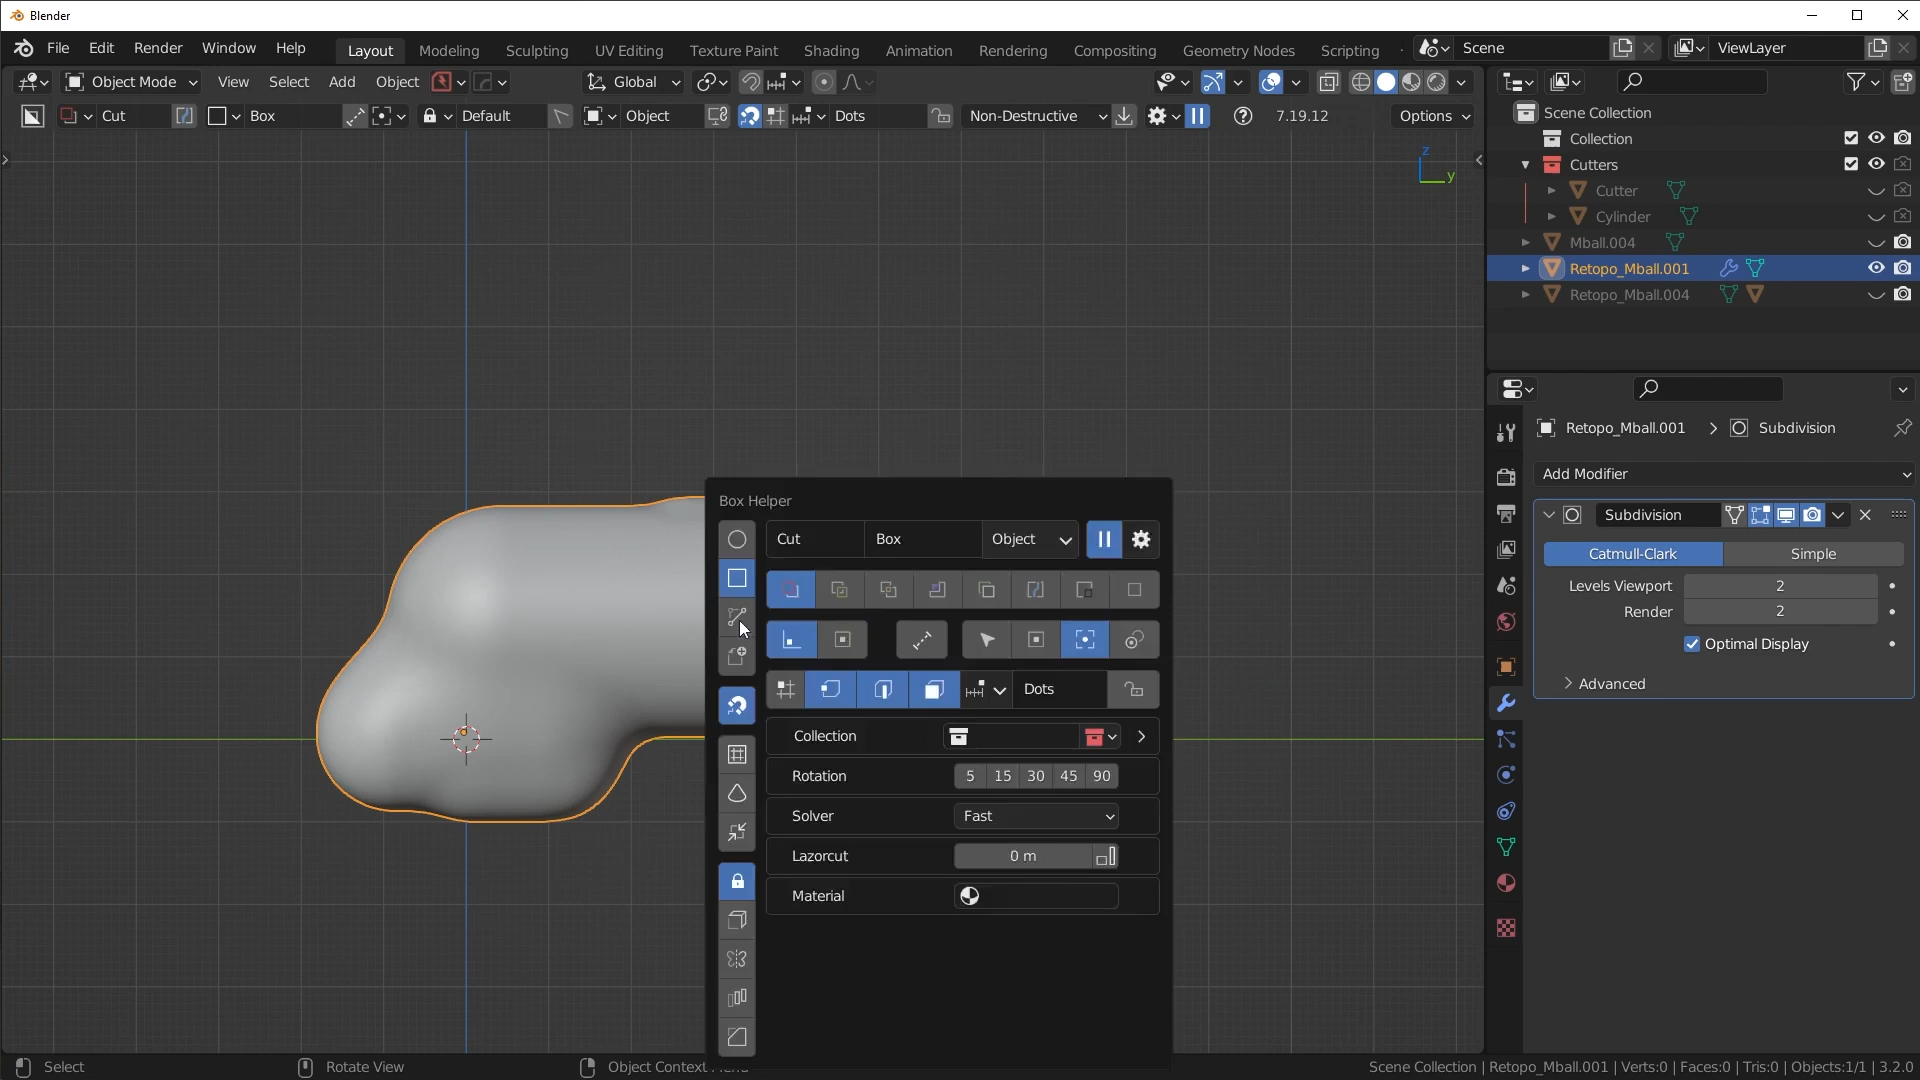 Blender
File Edit Render Window Help Layout Modeling Sculpting UV Editing Texture Paint Shading Animation Rendering Compositing Geometry Nodes Scripting Scene ViewLayer
Object Mode View Select Add Object Global
Cut Box Default Object Dots Non-Destructive 7.19.12 Options
Scene Collection
Collection
Cutters
Cutter
Cylinder
Mball.004
Retopo_Mball.001
Retopo_Mball.004
z
y
Retopo_Mball.001 > Subdivision
Add Modifier
Subdivision
Catmull-Clark Simple
Levels Viewport 2
Render 2
Optimal Display
Advanced
Box Helper
Cut Box Object
Dots
Collection
Rotation 5 15 30 45 90
Solver Fast
Lazorcut 0 m
Material
Select Rotate View Object Context Scene Collection | Retopo_Mball.001 | Verts:0 | Faces:0 | Tris:0 | Objects:1/1 | 3.2.0